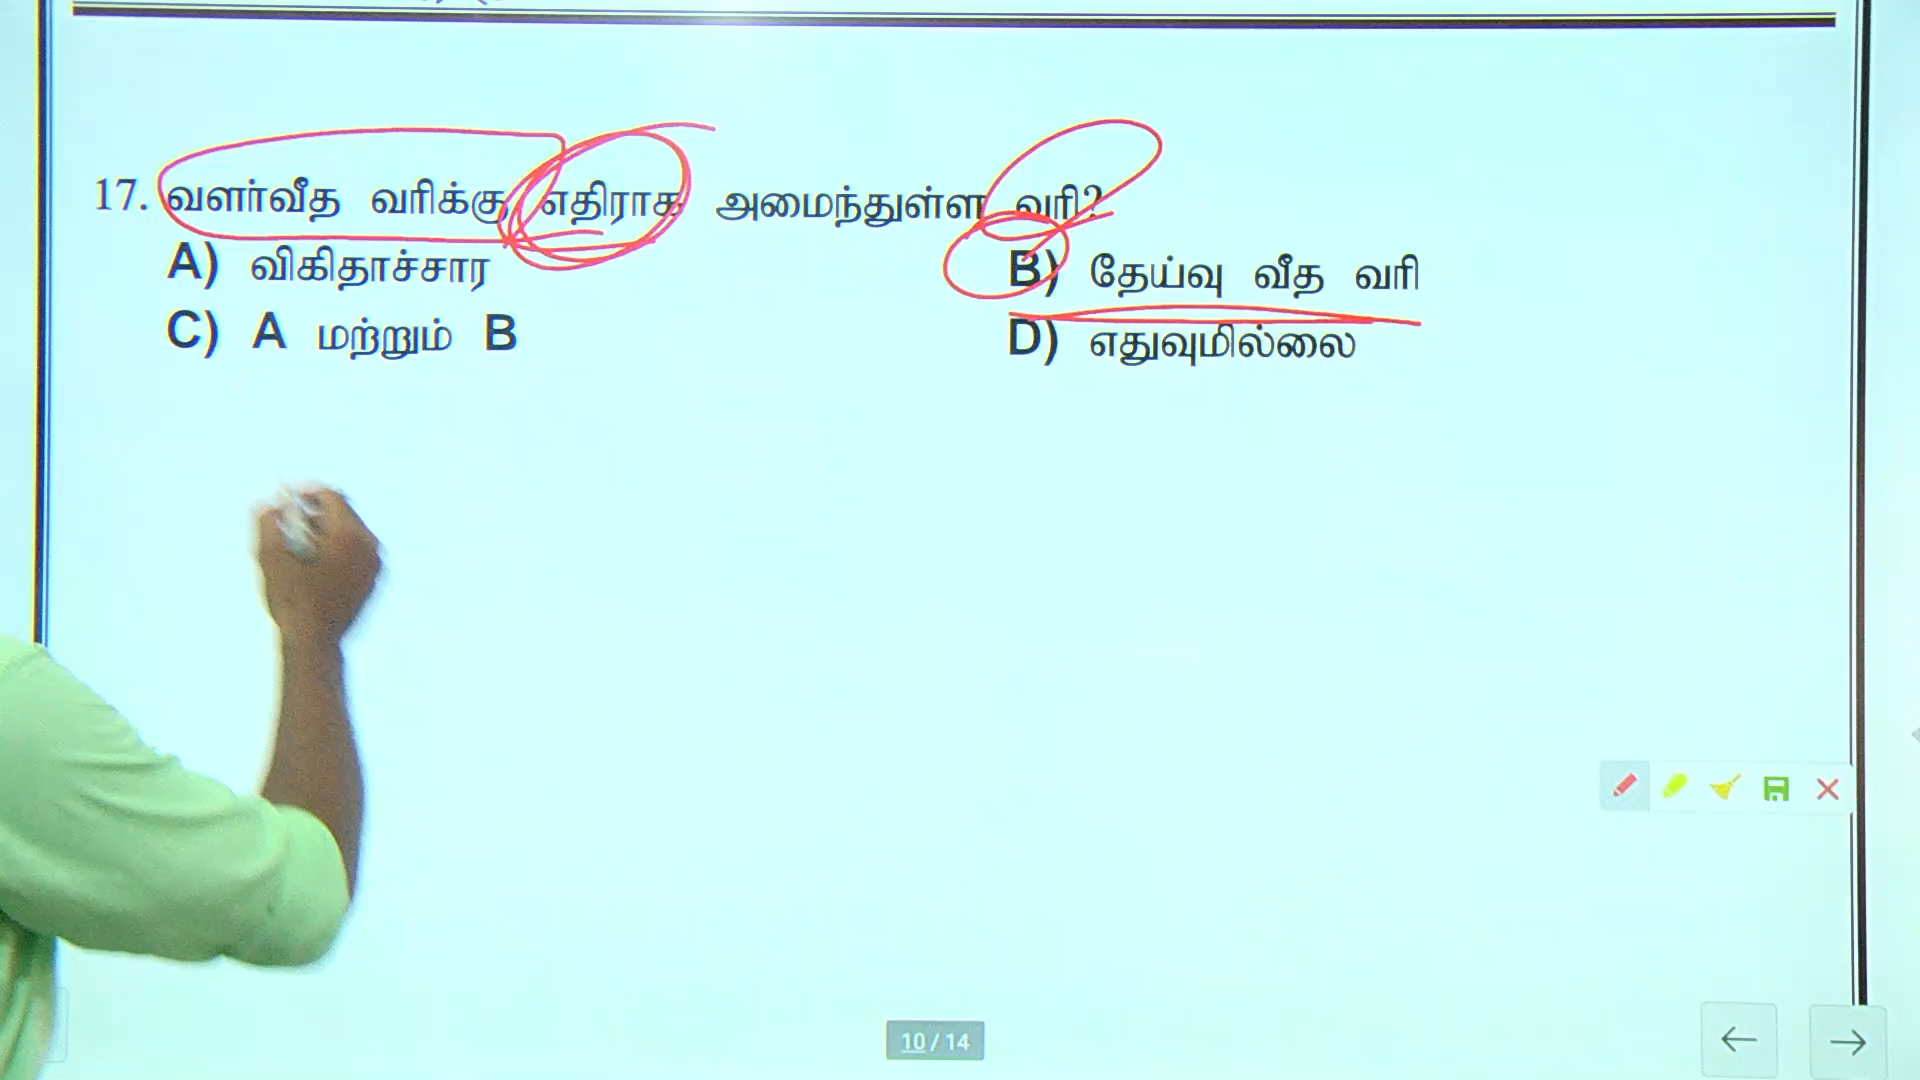 17. வளர்வீத வரிக்கு எதிராக அமைந்துள்ள வரி?
A) விகிதாச்சார
B) தேய்வு வீத வரி
C) A மற்றும் B
D) எதுவுமில்லை
10 / 14